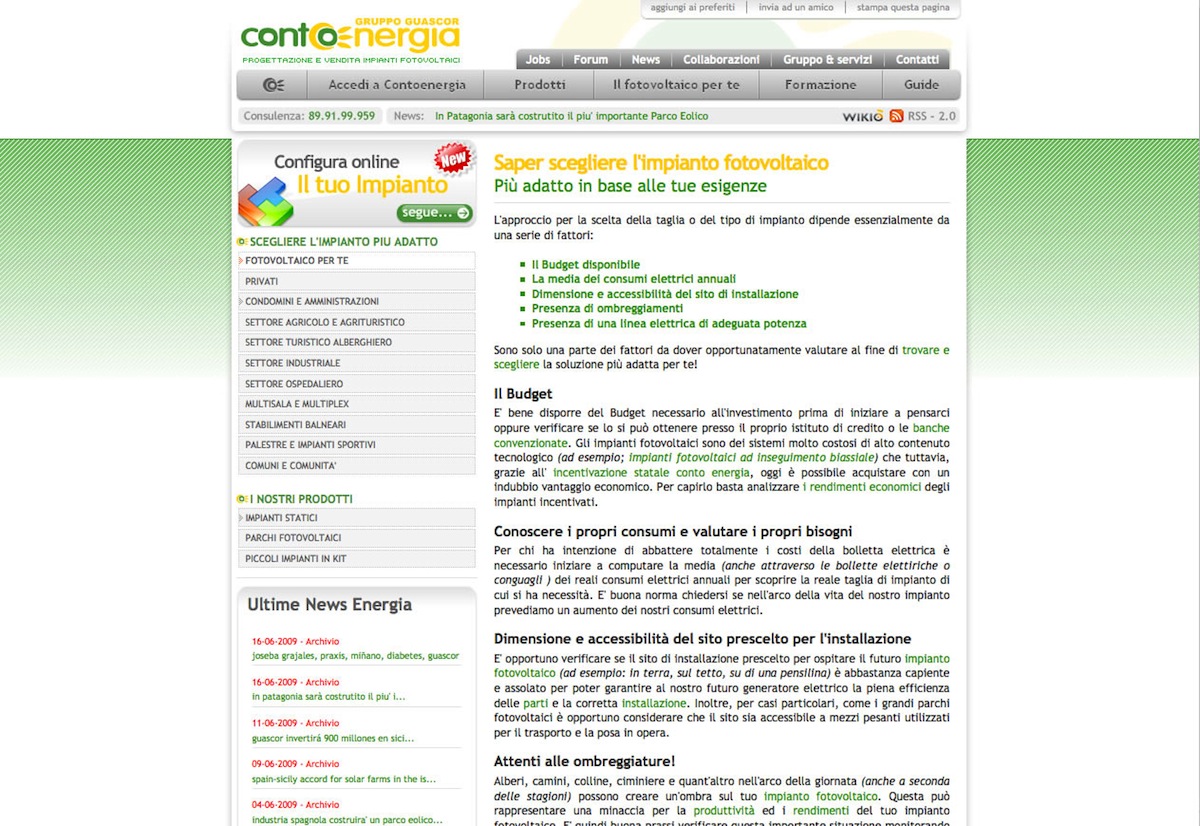 aggiungi ai preferiti
invia ad un amico
stampa questa pagina
GRUPPO GUASCOR
contoenergia
PROGETTAZIONE E VENDITA IMPIANTI FOTOVOLTAICI
Jobs
Forum
News
Collaborazioni
Gruppo & servizi
Contatti
Accedi a Contoenergia
Prodotti
Il fotovoltaico per te
Formazione
Guide
Consulenza: 89.91.99.959
News: In Patagonia sarà costrutito il piu' importante Parco Eolico
WIKIO
RSS - 2.0
Configura online
New
Il tuo Impianto
segue...
SCEGLIERE L'IMPIANTO PIU ADATTO
FOTOVOLTAICO PER TE
PRIVATI
CONDOMINI E AMMINISTRAZIONI
SETTORE AGRICOLO E AGRITURISTICO
SETTORE TURISTICO ALBERGHIERO
SETTORE INDUSTRIALE
SETTORE OSPEDALIERO
MULTISALA E MULTIPLEX
STABILIMENTI BALNEARI
PALESTRE E IMPIANTI SPORTIVI
COMUNI E COMUNITA'
I NOSTRI PRODOTTI
IMPIANTI STATICI
PARCHI FOTOVOLTAICI
PICCOLI IMPIANTI IN KIT
Ultime News Energia
16-06-2009 - Archivio
joseba grajales, praxis, miñano, diabetes, guascor
16-06-2009 - Archivio
in patagonia sarà costrutito il piu' i...
11-06-2009 - Archivio
guascor invertirá 900 millones en sici...
09-06-2009 - Archivio
spain-sicily accord for solar farms in the is...
04-06-2009 - Archivio
industria spagnola costruira' un parco eolico...
Saper scegliere l'impianto fotovoltaico
Più adatto in base alle tue esigenze
L'approccio per la scelta della taglia o del tipo di impianto dipende essenzialmente da
una serie di fattori:
Il Budget disponibile
La media dei consumi elettrici annuali
Dimensione e accessibilità del sito di installazione
Presenza di ombreggiamenti
Presenza di una linea elettrica di adeguata potenza
Sono solo una parte dei fattori da dover opportunatamente valutare al fine di trovare e
scegliere la soluzione più adatta per te!
Il Budget
E' bene disporre del Budget necessario all'investimento prima di iniziare a pensarci
oppure verificare se lo si può ottenere presso il proprio istituto di credito o le banche
convenzionate. Gli impianti fotovoltaici sono dei sistemi molto costosi di alto contenuto
tecnologico (ad esempio; impianti fotovoltaici ad inseguimento biassiale) che tuttavia,
grazie all' incentivazione statale conto energia, oggi è possibile acquistare con un
indubbio vantaggio economico. Per capirlo basta analizzare i rendimenti economici degli
impianti incentivati.
Conoscere i propri consumi e valutare i propri bisogni
Per chi ha intenzione di abbattere totalmente i costi della bolletta elettrica è
necessario iniziare a computare la media (anche attraverso le bollette elettiriche o
conguagli ) dei reali consumi elettrici annuali per scoprire la reale taglia di impianto di
cui si ha necessità. E' buona norma chiedersi se nell'arco della vita del nostro impianto
prevediamo un aumento dei nostri consumi elettrici.
Dimensione e accessibilità del sito prescelto per l'installazione
E' opportuno verificare se il sito di installazione prescelto per ospitare il futuro impianto
fotovoltaico (ad esempio: in terra, sul tetto, su di una pensilina) è abbastanza capiente
e assolato per poter garantire al nostro futuro generatore elettrico la piena efficienza
delle parti e la corretta installazione. Inoltre, per casi particolari, come i grandi parchi
fotovoltaici è opportuno considerare che il sito sia accessibile a mezzi pesanti utilizzati
per il trasporto e la posa in opera.
Attenti alle ombreggiature!
Alberi, camini, colline, ciminiere e quant'altro nell'arco della giornata (anche a seconda
delle stagioni) possono creare un'ombra sul tuo impianto fotovoltaico. Questa può
rappresentare una minaccia per la produttività ed i rendimenti del tuo impianto
fotovoltaico. E' quindi buona prassi verificare questa importante situazione monitorando